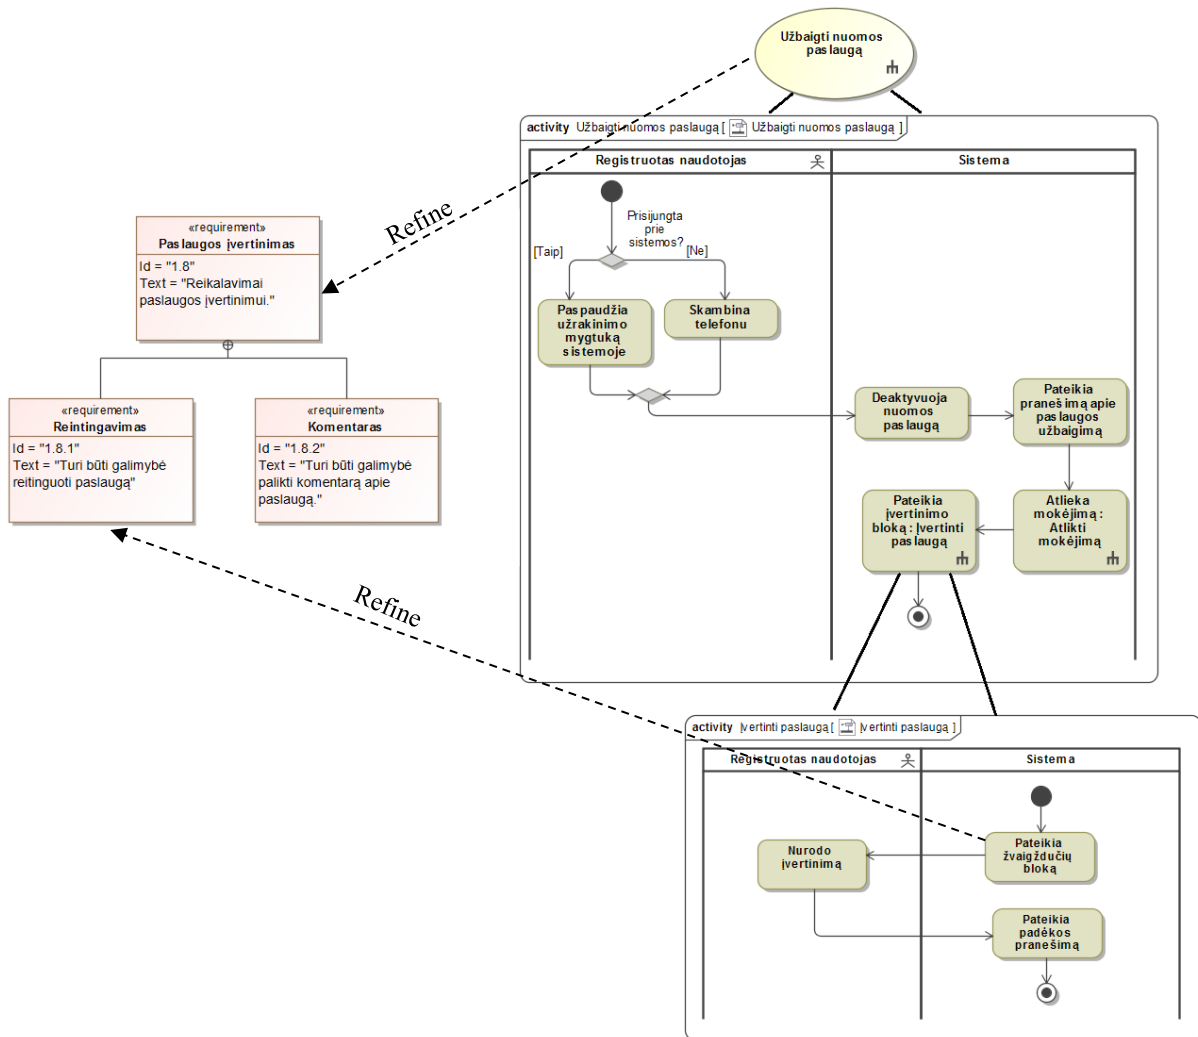 Užbaigti nuomos
paslaugą
activity Užbaigti nuomos paslaugą [ Užbaigti nuomos paslaugą ]
Registruotas naudotojas
Sistema
Prisijungta
prie
sistemos?
[Taip]
[Ne]
Paspaudžia
užrakinimo
mygtuką
sistemoje
Skambina
telefonu
Deaktyvuoja
nuomos
paslaugą
Pateikia
pranešimą apie
paslaugos
užbaigimą
Pateikia
įvertinimo
bloką : Įvertinti
paslaugą
Atlieka
mokėjimą :
Atlikti
mokėjimą
Refine
«requirement»
Paslaugos įvertinimas
Id = "1.8"
Text = "Reikalavimai
paslaugos įvertinimui."
«requirement»
Reintingavimas
Id = "1.8.1"
Text = "Turi būti galimybė
reitinguoti paslaugą"
«requirement»
Komentaras
Id = "1.8.2"
Text = "Turi būti galimybė
palikti komentarą apie
paslaugą."
Refine
activity Įvertinti paslaugą [ Įvertinti paslaugą ]
Registruotas naudotojas
Sistema
Pateikia
žvaigždučių
bloką
Nurodo
įvertinimą
Pateikia
padėkos
pranešimą